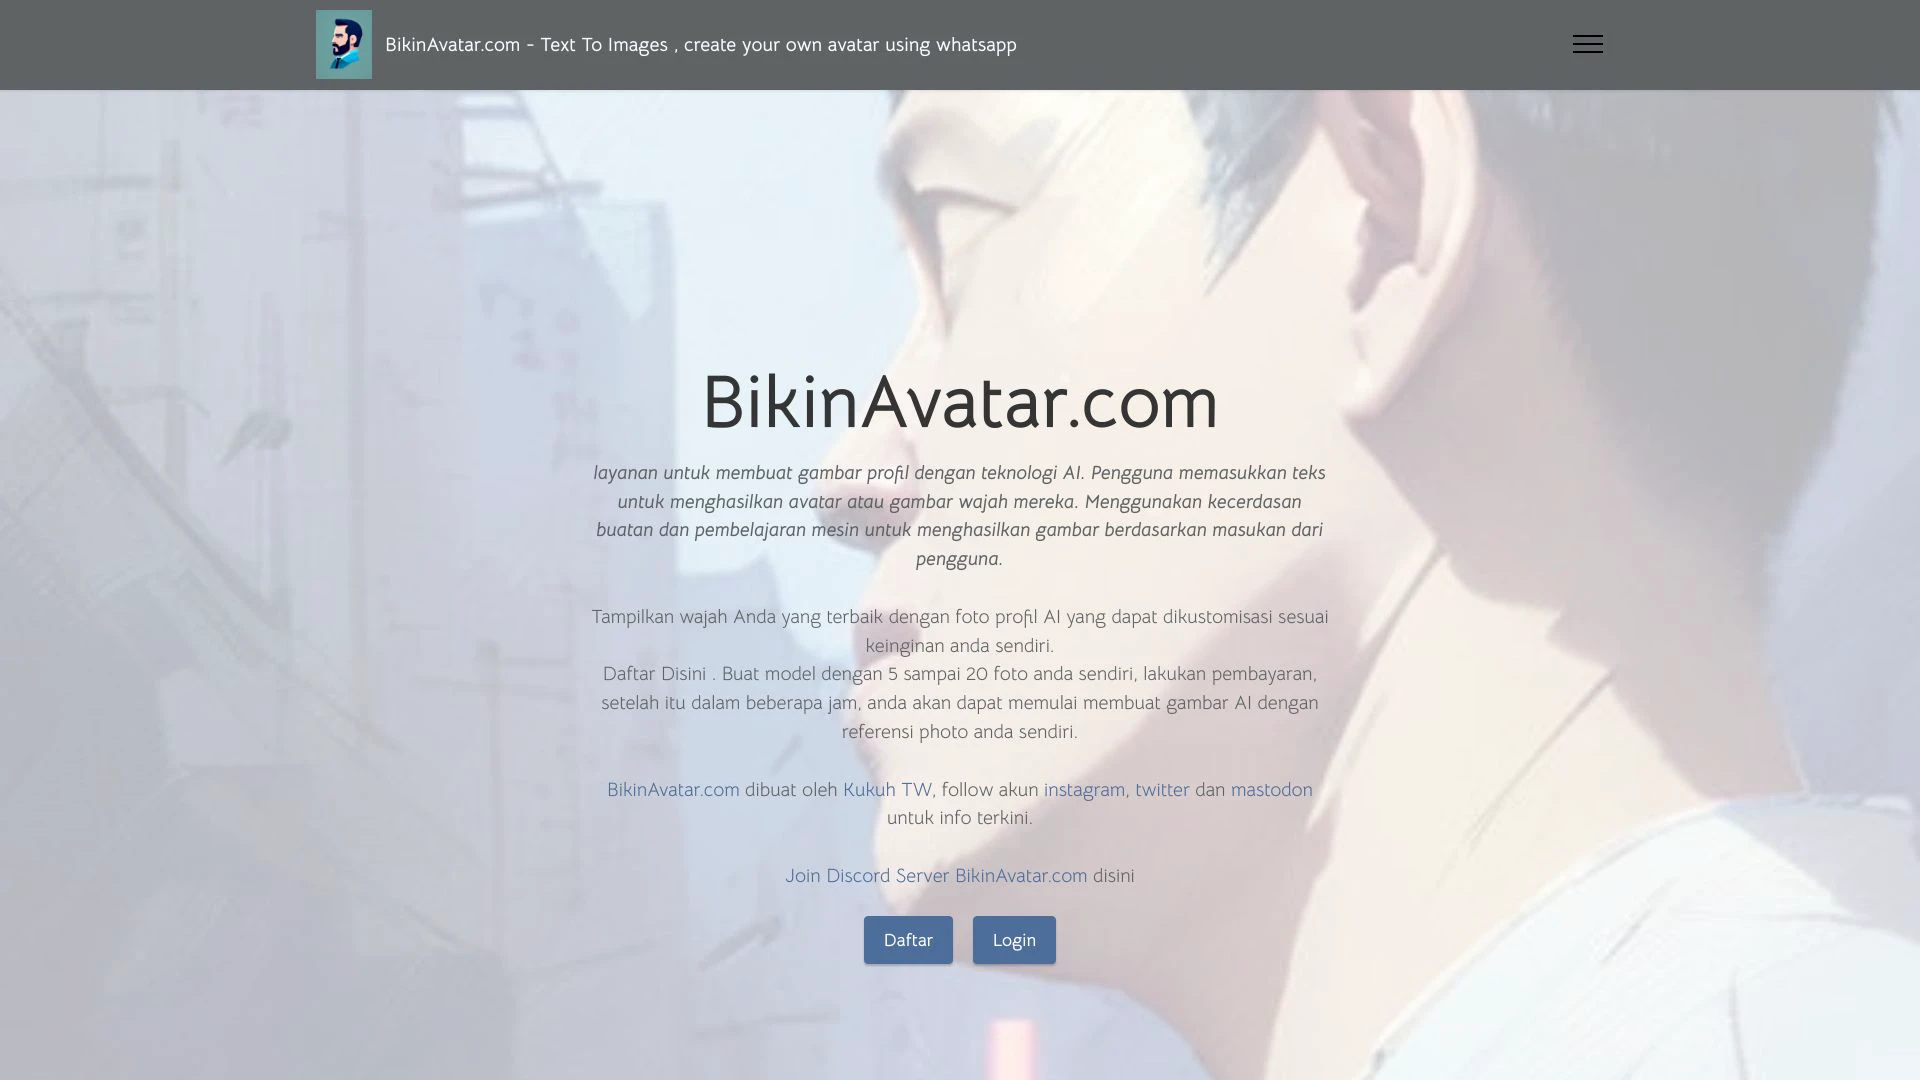 BikinAvatar.com - Text To Images , create your own avatar using whatsapp
BikinAvatar.com
layanan untuk membuat gambar profil dengan teknologi AI. Pengguna memasukkan teks
untuk menghasilkan avatar atau gambar wajah mereka. Menggunakan kecerdasan
buatan dan pembelajaran mesin untuk menghasilkan gambar berdasarkan masukan dari
pengguna.
Tampilkan wajah Anda yang terbaik dengan foto profil AI yang dapat dikustomisasi sesuai
keinginan anda sendiri.
Daftar Disini . Buat model dengan 5 sampai 20 foto anda sendiri, lakukan pembayaran,
setelah itu dalam beberapa jam, anda akan dapat memulai membuat gambar AI dengan
referensi photo anda sendiri.
BikinAvatar.com dibuat oleh Kukuh TW, follow akun instagram, twitter dan mastodon
untuk info terkini.
Join Discord Server BikinAvatar.com disini
Daftar Login